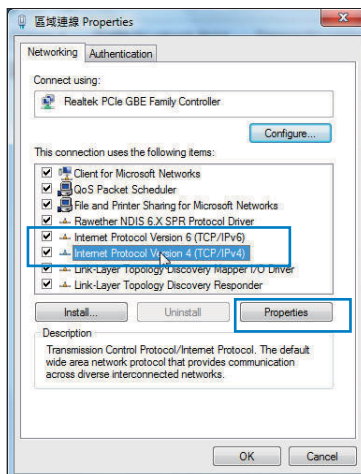 區域連線 Properties
Networking
Authentication
Connect using:
Realtek PCIe GBE Family Controller
Configure...
This connection uses the following items:
Client for Microsoft Networks
QoS Packet Scheduler
File and Printer Sharing for Microsoft Networks
Rawether NDIS 6.X SPR Protocol Driver
Internet Protocol Version 6 (TCP/IPv6)
Internet Protocol Version 4 (TCP/IPv4)
Link-Layer Topology Discovery Mapper I/O Driver
Link-Layer Topology Discovery Responder
Install...
Uninstall
Properties
Description
Transmission Control Protocol/Internet Protocol. The default
wide area network protocol that provides communication
across diverse interconnected networks.
OK
Cancel